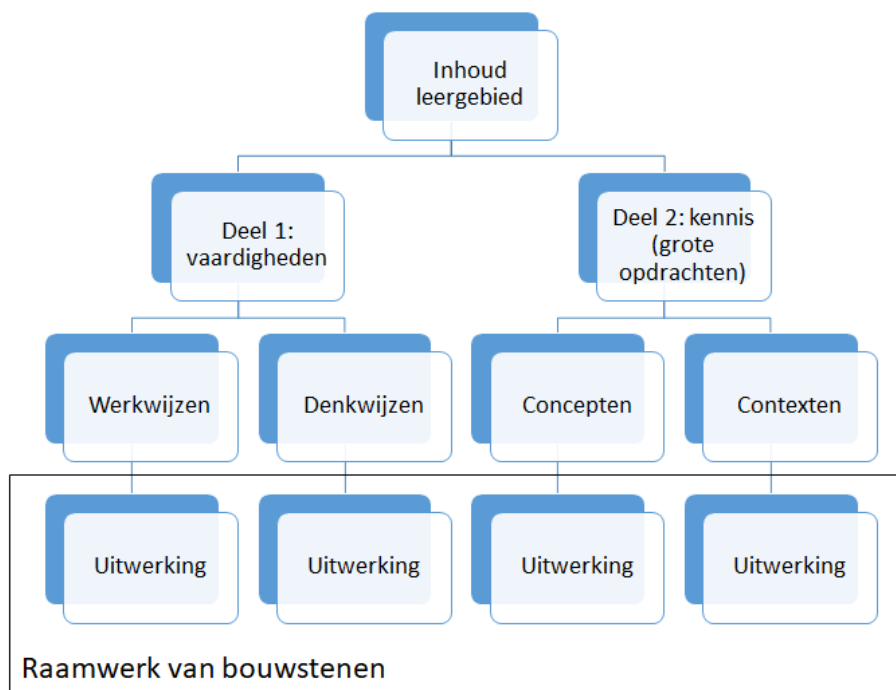 Inhoud
leergebied
Deel 1:
vaardigheden
Deel 2: kennis
(grote
opdrachten)
Werkwijzen
Denkwijzen
Concepten
Contexten
Uitwerking
Uitwerking
Uitwerking
Uitwerking
Raamwerk van bouwstenen